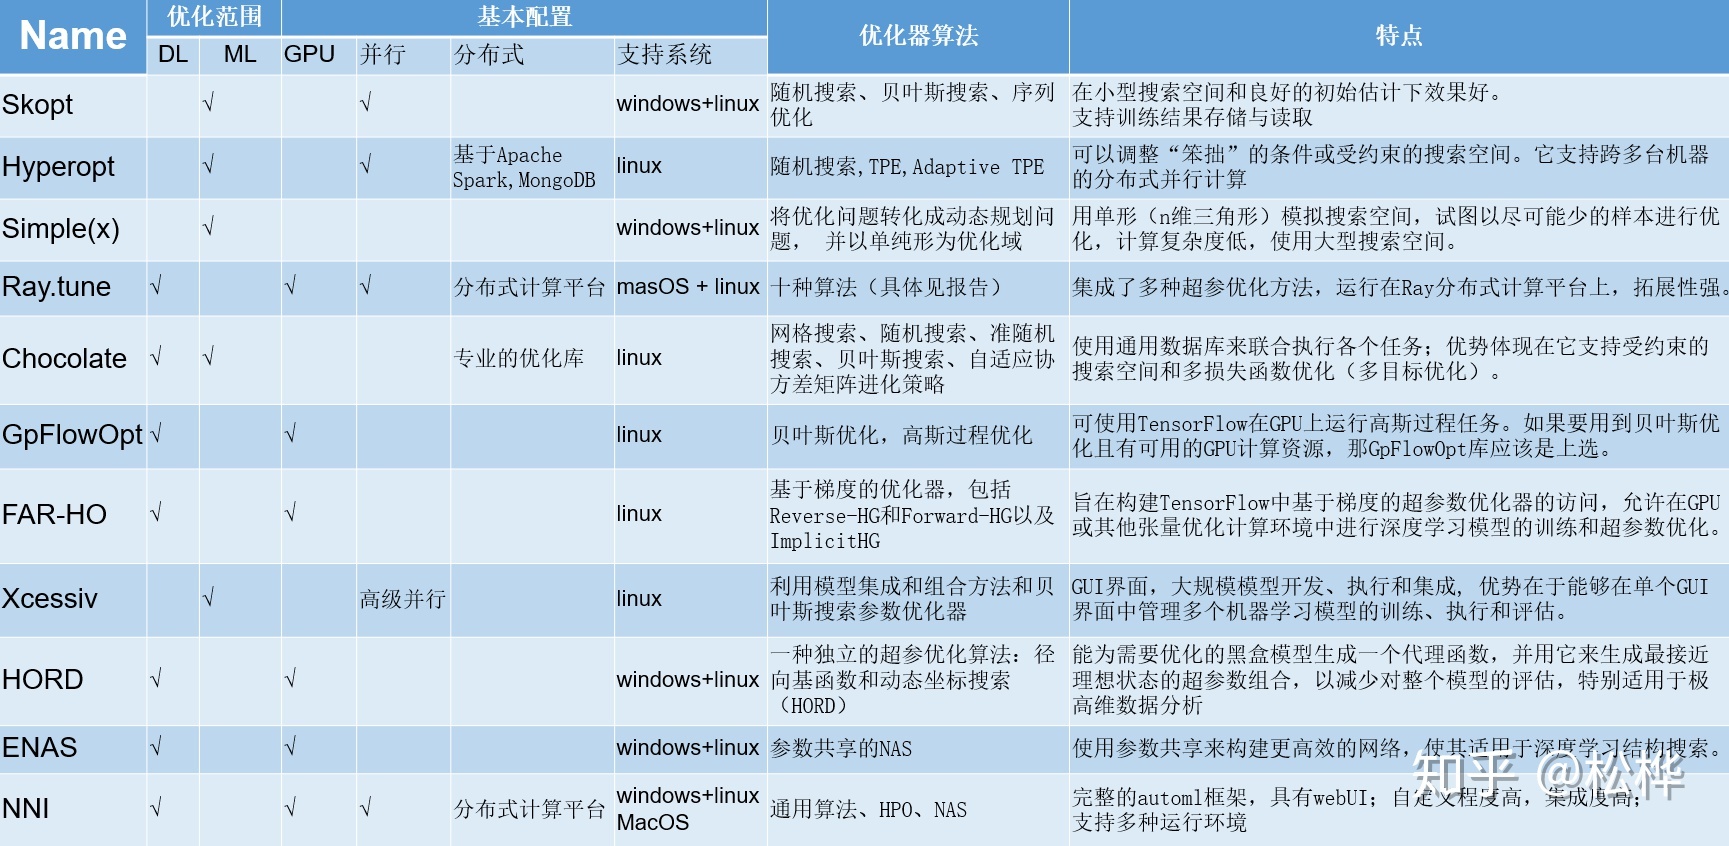 Name
优化范围
基本配置
优化器算法
特点
DL
ML
GPU
并行
分布式
支持系统
Skopt
√
√
windows+linux
随机搜索、贝叶斯搜索、序列
优化
在小型搜索空间和良好的初始估计下效果好。
支持训练结果存储与读取
Hyperopt
√
√
基于Apache
Spark,MongoDB
linux
随机搜索,TPE,Adaptive TPE
可以调整“笨拙”的条件或受约束的搜索空间。它支持跨多台机器
的分布式并行计算
Simple(x)
√
windows+linux
将优化问题转化成动态规划问
题， 并以单纯形为优化域
用单形（n维三角形）模拟搜索空间，试图以尽可能少的样本进行优
化，计算复杂度低，使用大型搜索空间。
Ray.tune
√
√
√
分布式计算平台
masOS + linux
十种算法（具体见报告）
集成了多种超参优化方法，运行在Ray分布式计算平台上，拓展性强。
Chocolate
√
√
专业的优化库
linux
网格搜索、随机搜索、准随机
搜索、贝叶斯搜索、自适应协
方差矩阵进化策略
使用通用数据库来联合执行各个任务；优势体现在它支持受约束的
搜索空间和多损失函数优化（多目标优化）。
GpFlowOpt
√
√
linux
贝叶斯优化，高斯过程优化
可使用TensorFlow在GPU上运行高斯过程任务。如果要用到贝叶斯优
化且有可用的GPU计算资源，那GpFlowOpt库应该是上选。
FAR-HO
√
√
linux
基于梯度的优化器，包括
Reverse-HG和Forward-HG以及
ImplicitHG
旨在构建TensorFlow中基于梯度的超参数优化器的访问，允许在GPU
或其他张量优化计算环境中进行深度学习模型的训练和超参数优化。
Xcessiv
√
高级并行
linux
利用模型集成和组合方法和贝
叶斯搜索参数优化器
GUI界面，大规模模型开发、执行和集成，优势在于能够在单个GUI
界面中管理多个机器学习模型的训练、执行和评估。
HORD
√
√
windows+linux
一种独立的超参优化算法：径
向基函数和动态坐标搜索
（HORD）
能为需要优化的黑盒模型生成一个代理函数，并用它来生成最接近
理想状态的超参数组合，以减少对整个模型的评估，特别适用于极
高维数据分析
ENAS
√
√
windows+linux
参数共享的NAS
使用参数共享来构建更高效的网络，使其适用于深度学习结构搜索。
NNI
√
√
√
分布式计算平台
windows+linux
MacOS
通用算法、HPO、NAS
完整的automl框架，具有webUI；自定义程度高，集成度高；
支持多种运行环境
知乎 @松桦